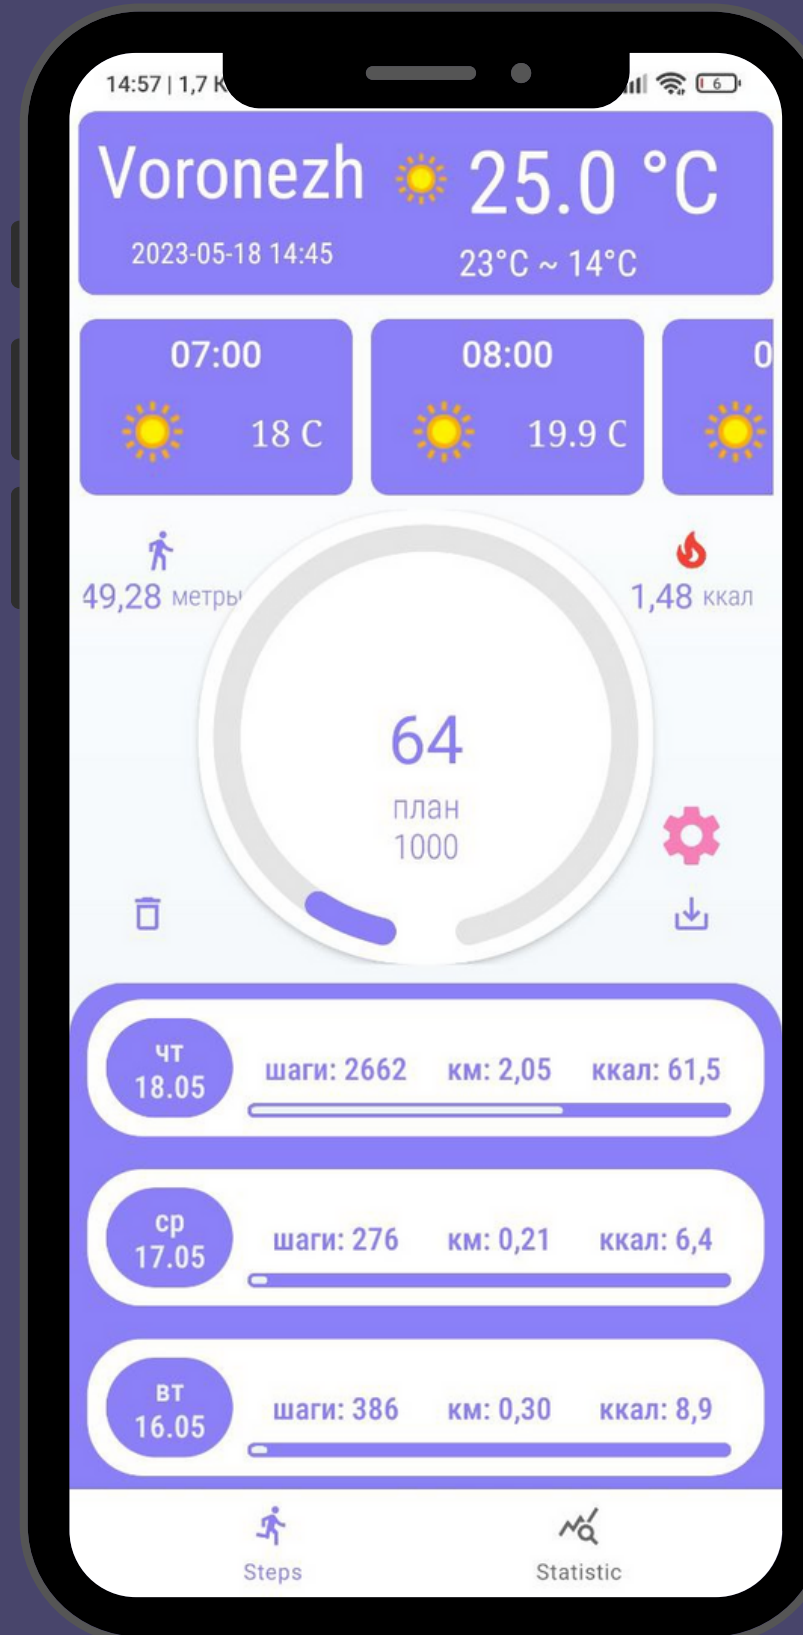 14:57 | 1,7 K
6
Voronezh 25.0 °C
2023-05-18 14:45
23°C ~ 14°C
07:00
18 C
08:00
19.9 C
0
49,28 метры
1,48 ккал
64
план
1000
чт
18.05
шаги: 2662 км: 2,05 ккал: 61,5
ср
17.05
шаги: 276 км: 0,21 ккал: 6,4
вт
16.05
шаги: 386 км: 0,30 ккал: 8,9
Steps
Statistic